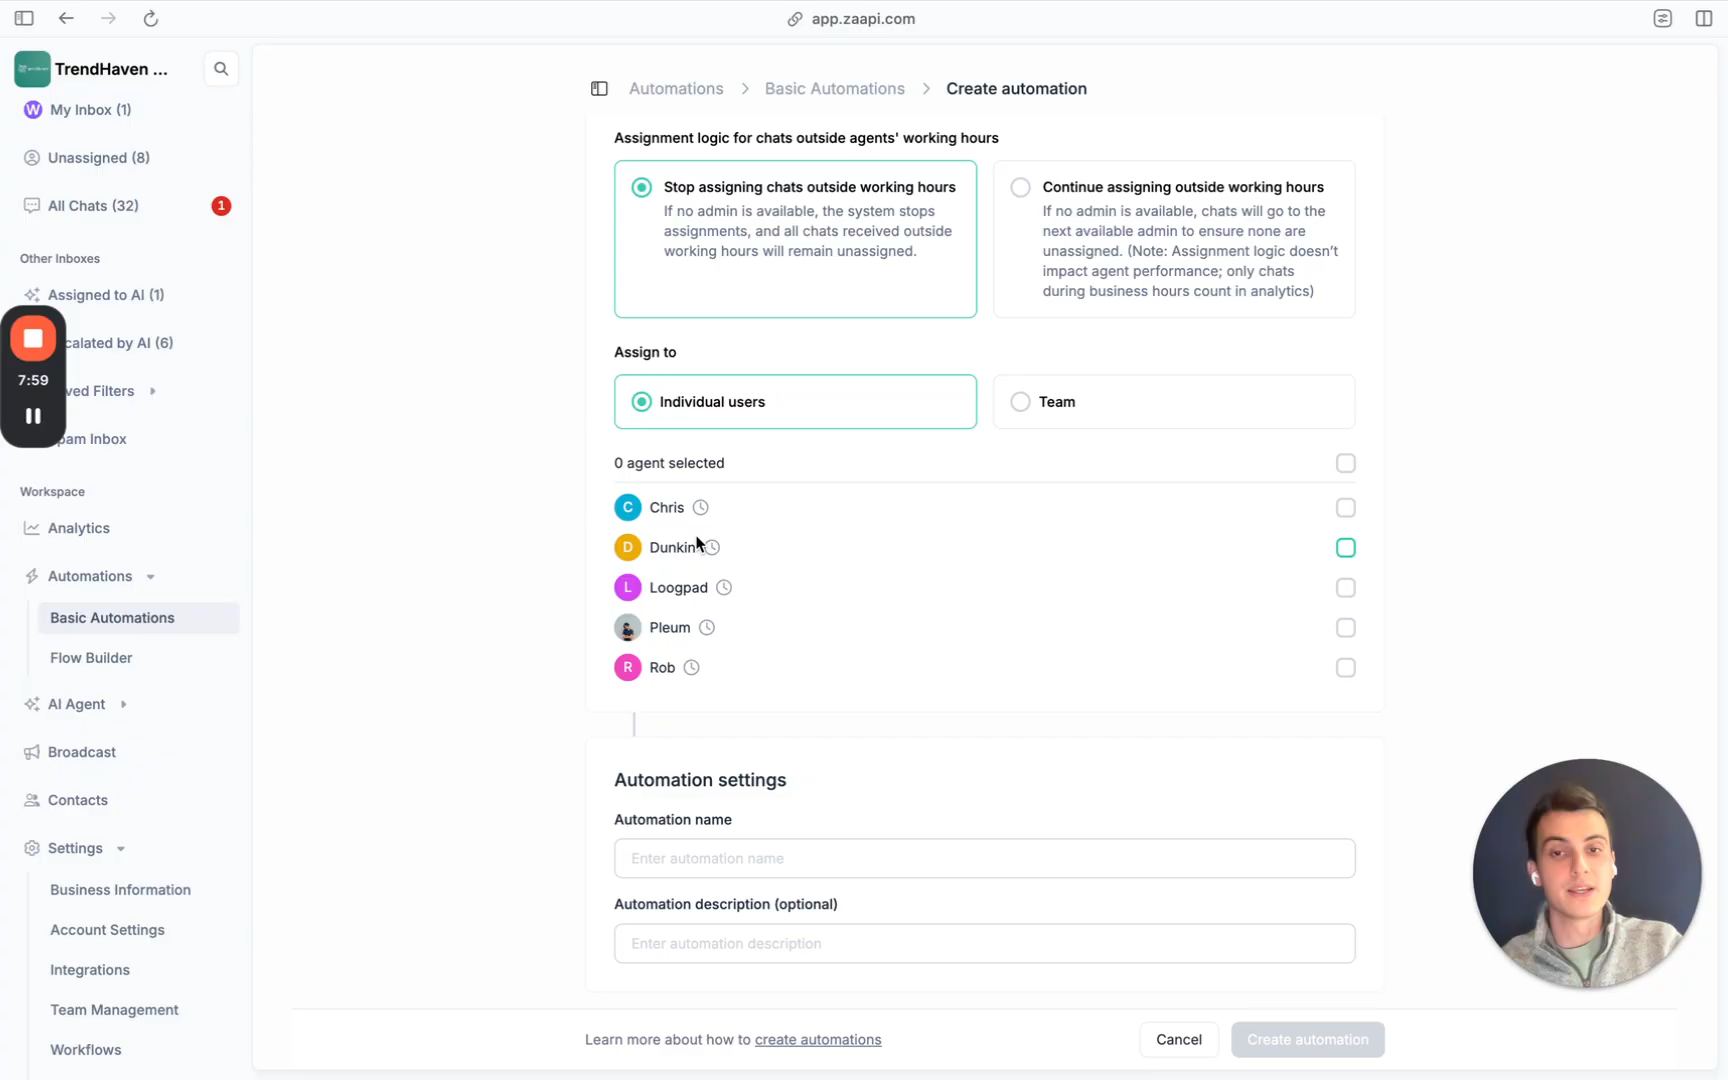 app.zaapi.com
TrendHaven ...
W My Inbox (1)
Unassigned (8)
All Chats (32) 1
Other Inboxes
Assigned to AI (1)
calated by AI (6)
ved Filters
pam Inbox
7:59
Workspace
Analytics
Automations
Basic Automations
Flow Builder
AI Agent
Broadcast
Contacts
Settings
Business Information
Account Settings
Integrations
Team Management
Workflows
Automations > Basic Automations > Create automation
Assignment logic for chats outside agents' working hours
Stop assigning chats outside working hours
If no admin is available, the system stops
assignments, and all chats received outside
working hours will remain unassigned.
Continue assigning outside working hours
If no admin is available, chats will go to the
next available admin to ensure none are
unassigned. (Note: Assignment logic doesn't
impact agent performance; only chats
during business hours count in analytics)
Assign to
Individual users
Team
0 agent selected
C Chris
D Dunkin
L Loogpad
Pleum
R Rob
Automation settings
Automation name
Enter automation name
Automation description (optional)
Enter automation description
Learn more about how to create automations
Cancel
Create automation